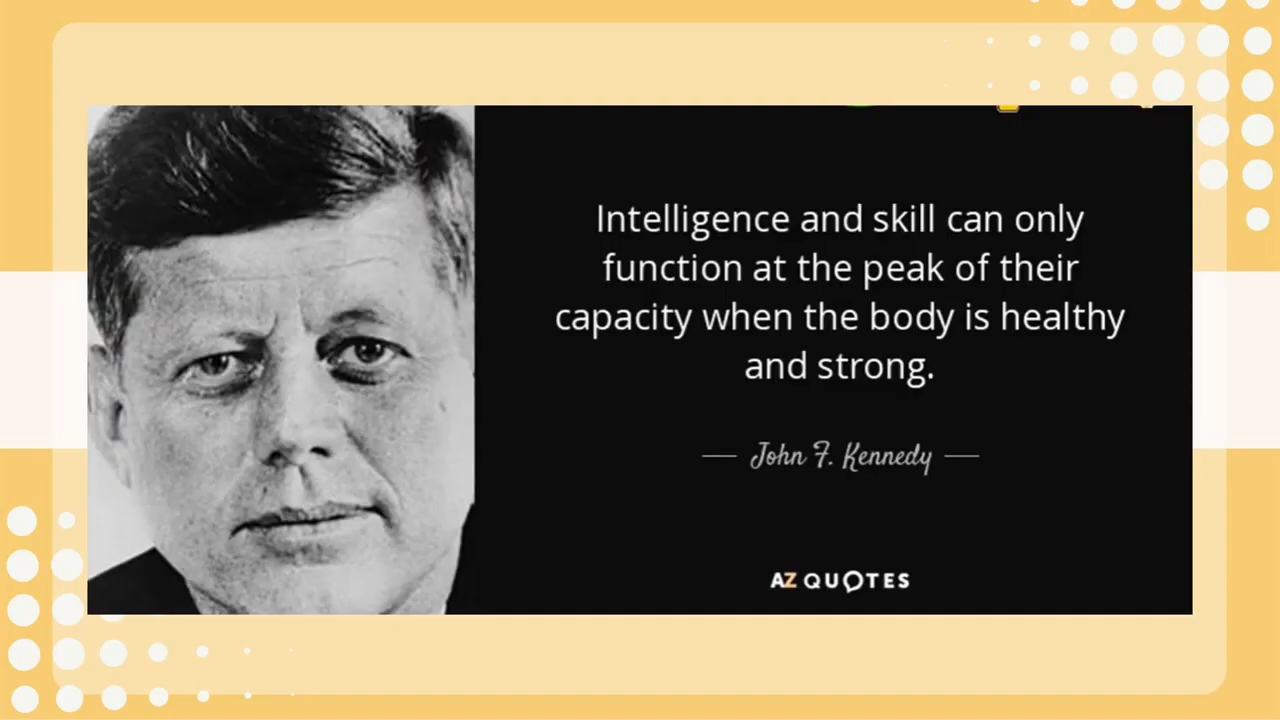 Intelligence and skill can only
function at the peak of their
capacity when the body is healthy
and strong.
John F. Kennedy
AZ QUOTES